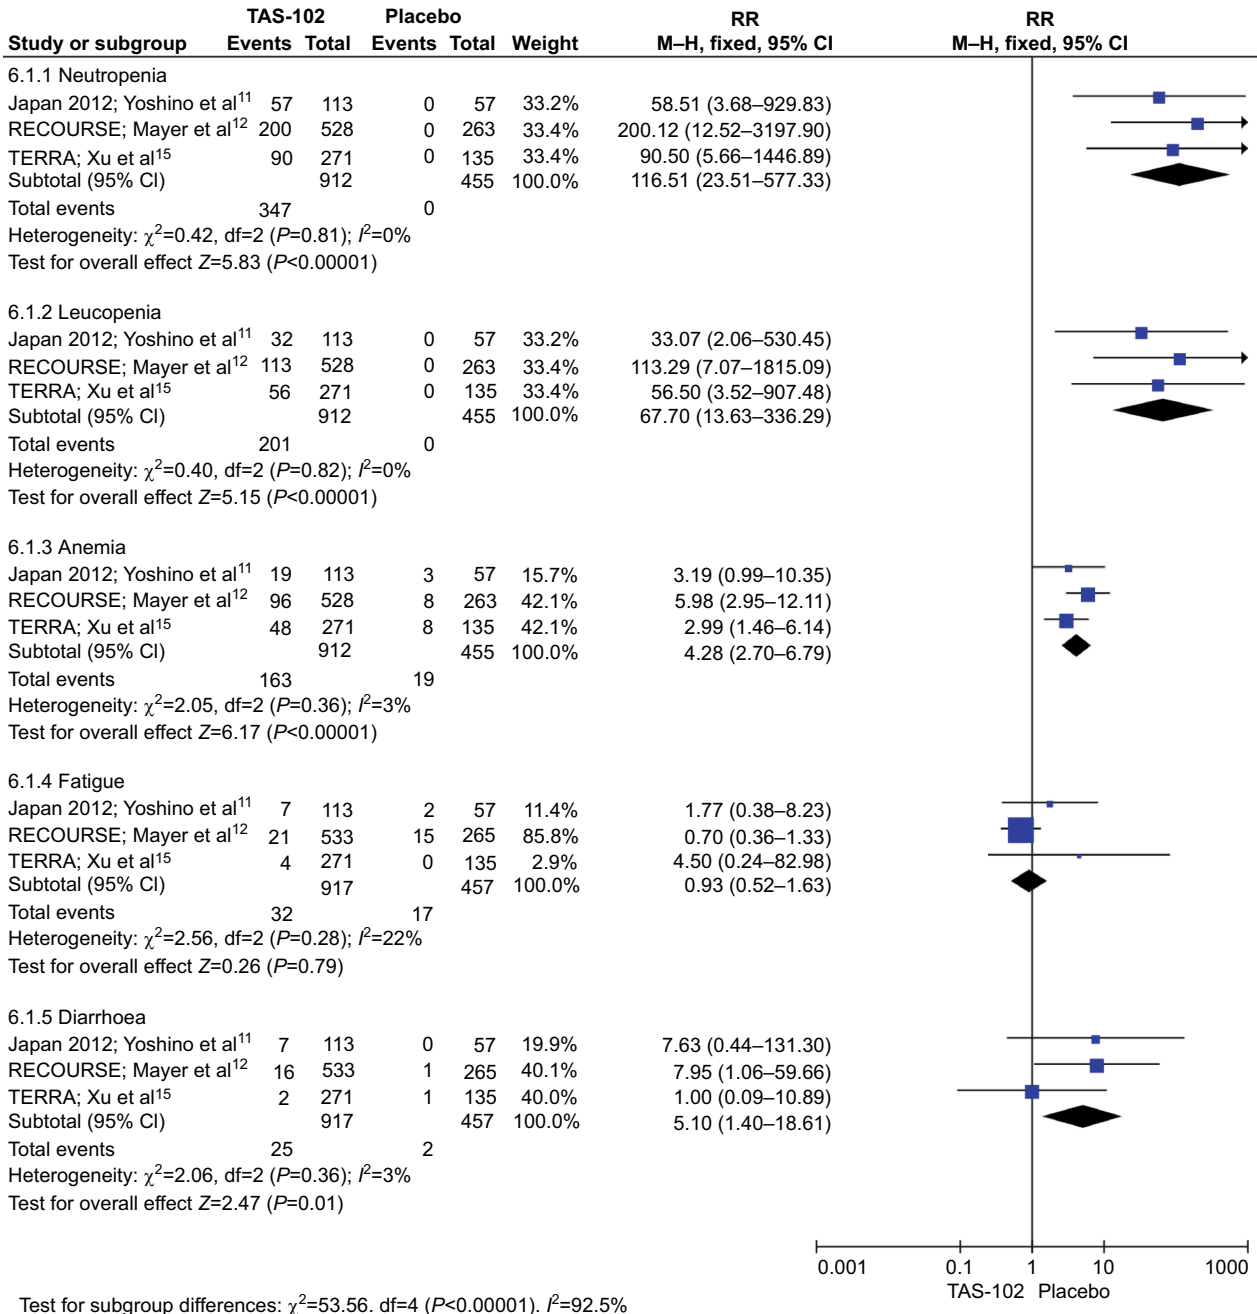 TAS-102 Placebo RR RR
Study or subgroup Events Total Events Total Weight M–H, fixed, 95% CI M–H, fixed, 95% CI
6.1.1 Neutropenia
Japan 2012; Yoshino et al11 57 113 0 57 33.2% 58.51 (3.68–929.83)
RECOURSE; Mayer et al12 200 528 0 263 33.4% 200.12 (12.52–3197.90)
TERRA; Xu et al15 90 271 0 135 33.4% 90.50 (5.66–1446.89)
Subtotal (95% CI) 912 455 100.0% 116.51 (23.51–577.33)
Total events 347 0
Heterogeneity: χ2=0.42, df=2 (P=0.81); I2=0%
Test for overall effect Z=5.83 (P<0.00001)
6.1.2 Leucopenia
Japan 2012; Yoshino et al11 32 113 0 57 33.2% 33.07 (2.06–530.45)
RECOURSE; Mayer et al12 113 528 0 263 33.4% 113.29 (7.07–1815.09)
TERRA; Xu et al15 56 271 0 135 33.4% 56.50 (3.52–907.48)
Subtotal (95% CI) 912 455 100.0% 67.70 (13.63–336.29)
Total events 201 0
Heterogeneity: χ2=0.40, df=2 (P=0.82); I2=0%
Test for overall effect Z=5.15 (P<0.00001)
6.1.3 Anemia
Japan 2012; Yoshino et al11 19 113 3 57 15.7% 3.19 (0.99–10.35)
RECOURSE; Mayer et al12 96 528 8 263 42.1% 5.98 (2.95–12.11)
TERRA; Xu et al15 48 271 8 135 42.1% 2.99 (1.46–6.14)
Subtotal (95% CI) 912 455 100.0% 4.28 (2.70–6.79)
Total events 163 19
Heterogeneity: χ2=2.05, df=2 (P=0.36); I2=3%
Test for overall effect Z=6.17 (P<0.00001)
6.1.4 Fatigue
Japan 2012; Yoshino et al11 7 113 2 57 11.4% 1.77 (0.38–8.23)
RECOURSE; Mayer et al12 21 533 15 265 85.8% 0.70 (0.36–1.33)
TERRA; Xu et al15 4 271 0 135 2.9% 4.50 (0.24–82.98)
Subtotal (95% CI) 917 457 100.0% 0.93 (0.52–1.63)
Total events 32 17
Heterogeneity: χ2=2.56, df=2 (P=0.28); I2=22%
Test for overall effect Z=0.26 (P=0.79)
6.1.5 Diarrhoea
Japan 2012; Yoshino et al11 7 113 0 57 19.9% 7.63 (0.44–131.30)
RECOURSE; Mayer et al12 16 533 1 265 40.1% 7.95 (1.06–59.66)
TERRA; Xu et al15 2 271 1 135 40.0% 1.00 (0.09–10.89)
Subtotal (95% CI) 917 457 100.0% 5.10 (1.40–18.61)
Total events 25 2
Heterogeneity: χ2=2.06, df=2 (P=0.36); I2=3%
Test for overall effect Z=2.47 (P=0.01)
0.001 0.1 1 10 1000
TAS-102 Placebo
Test for subgroup differences: χ2=53.56. df=4 (P<0.00001). I2=92.5%